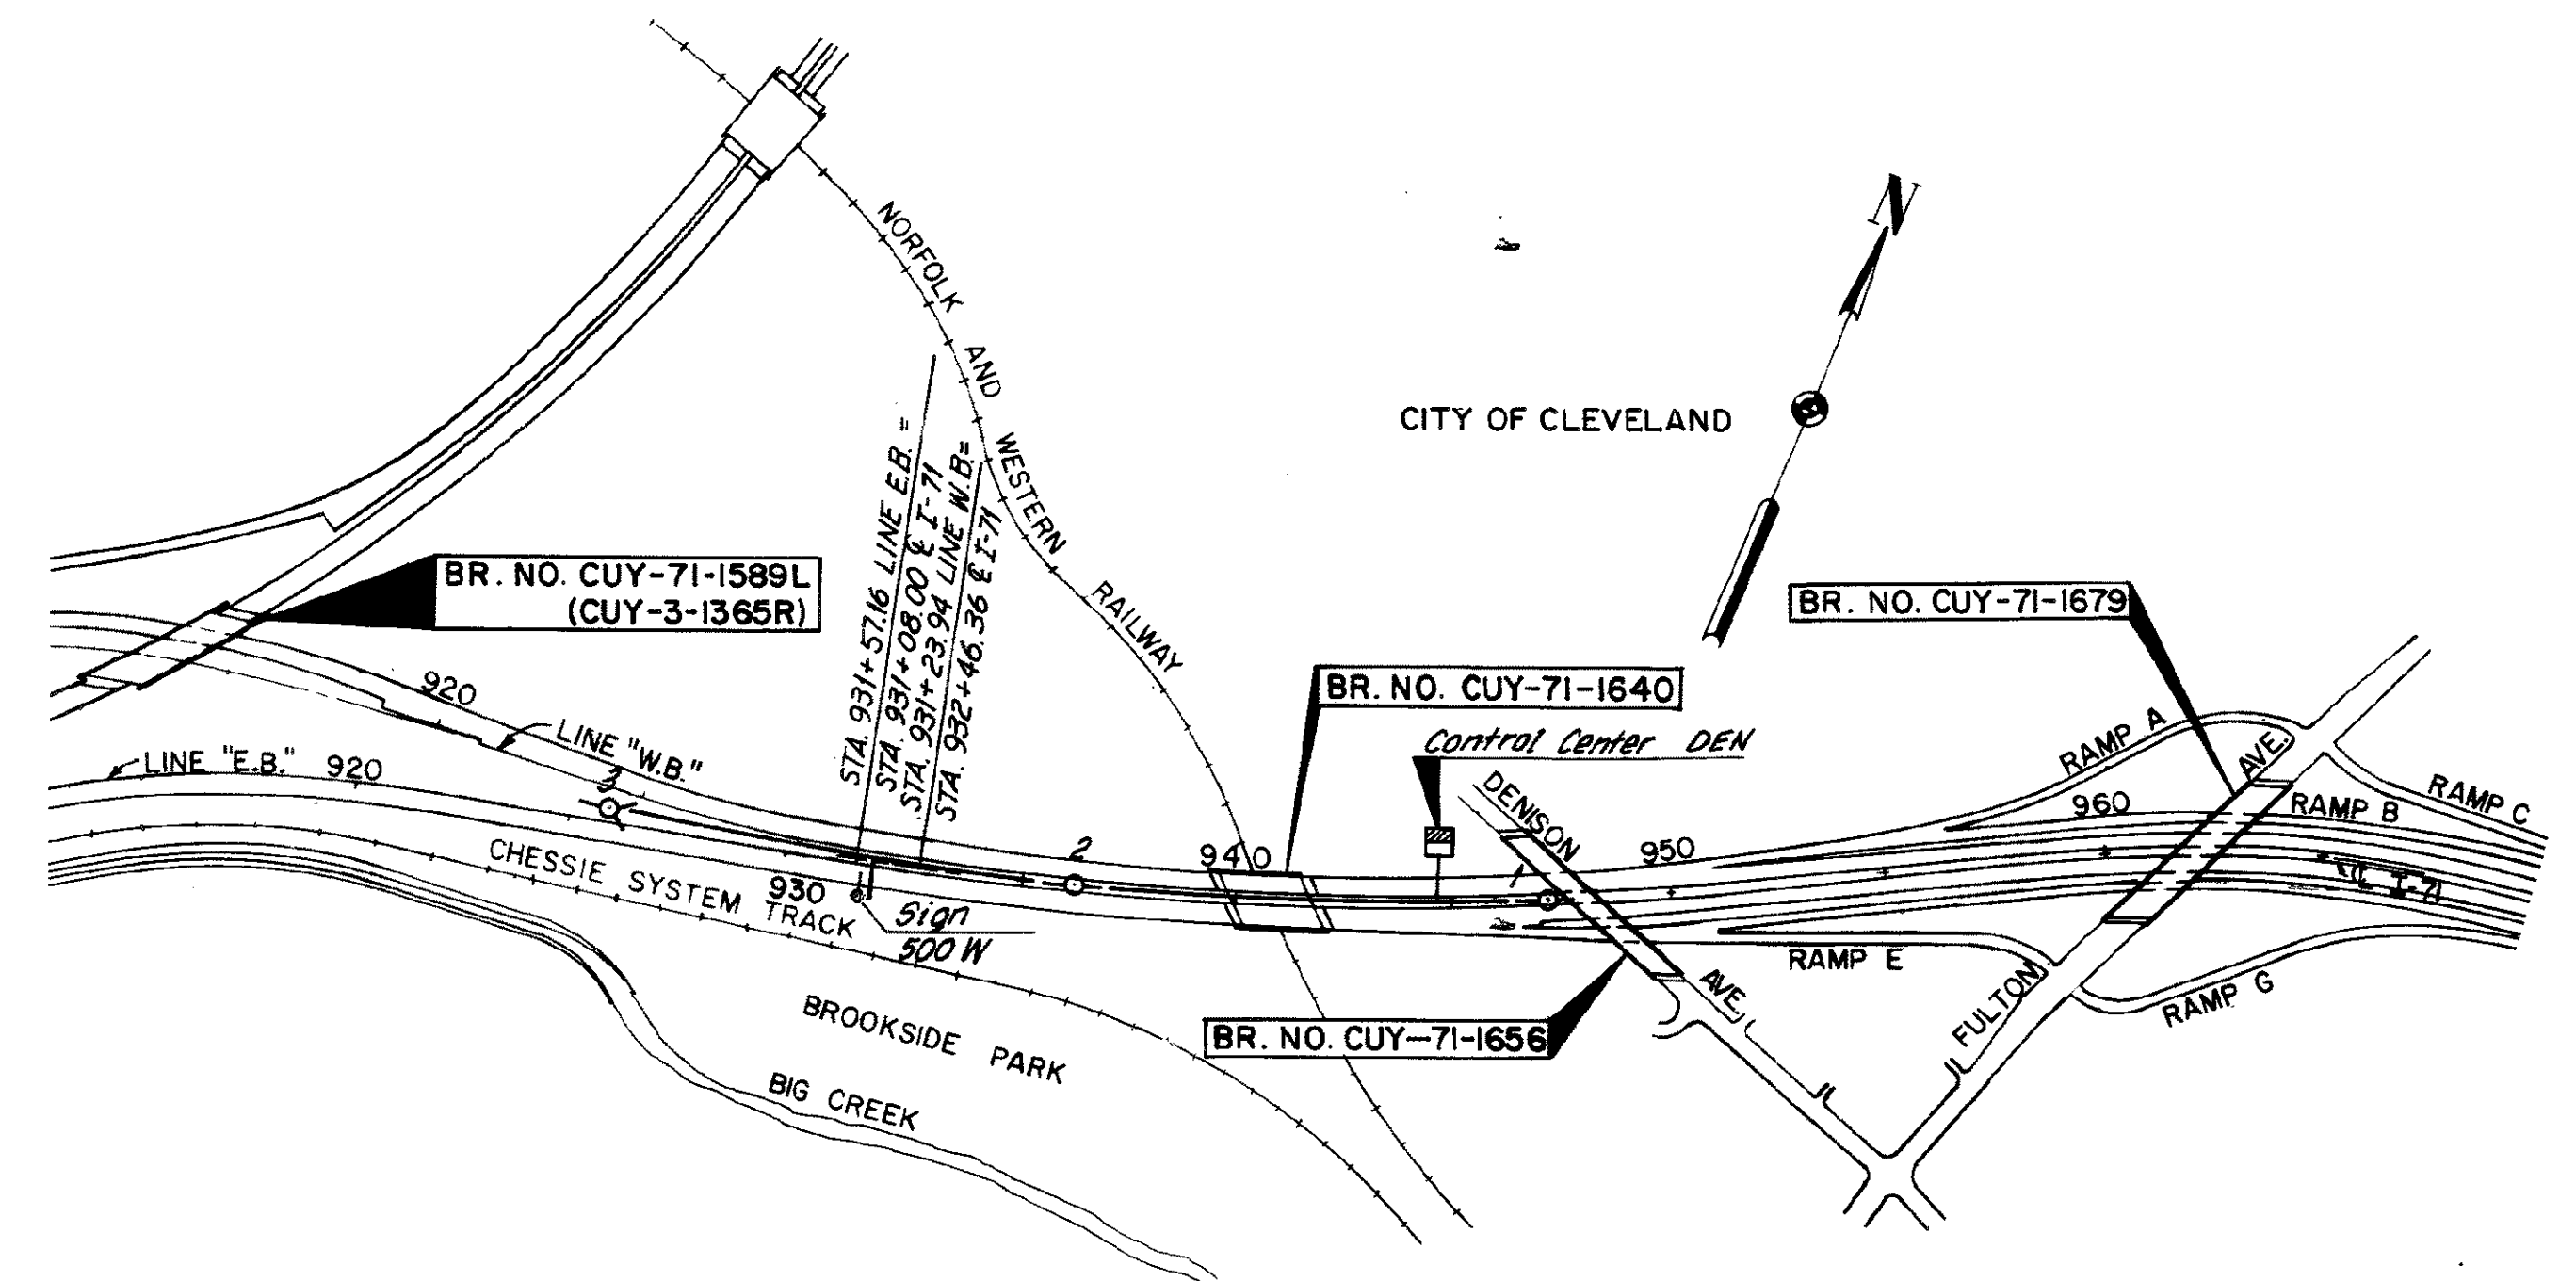 N
NORFOLK AND WESTERN RAILWAY
CITY OF CLEVELAND
BR. NO. CUY-71-1589L
(CUY-3-1365R)
STA. 931+57.16 LINE E.B. =
STA. 931+08.00 ℄ I-71
STA. 931+23.94 LINE W.B. =
STA. 932+46.36 ℄ I-71
BR. NO. CUY-71-1679
BR. NO. CUY-71-1640
Control Center DEN
920
LINE "W.B."
LINE "E.B."
920
3
2
1
940
950
960
DENISON
AVE.
RAMP A
AVE.
RAMP B
RAMP C
℄ I-71
CHESSIE SYSTEM TRACK
930
Sign
500 W
RAMP E
FULTON
RAMP G
BR. NO. CUY-71-1656
BROOKSIDE PARK
BIG CREEK